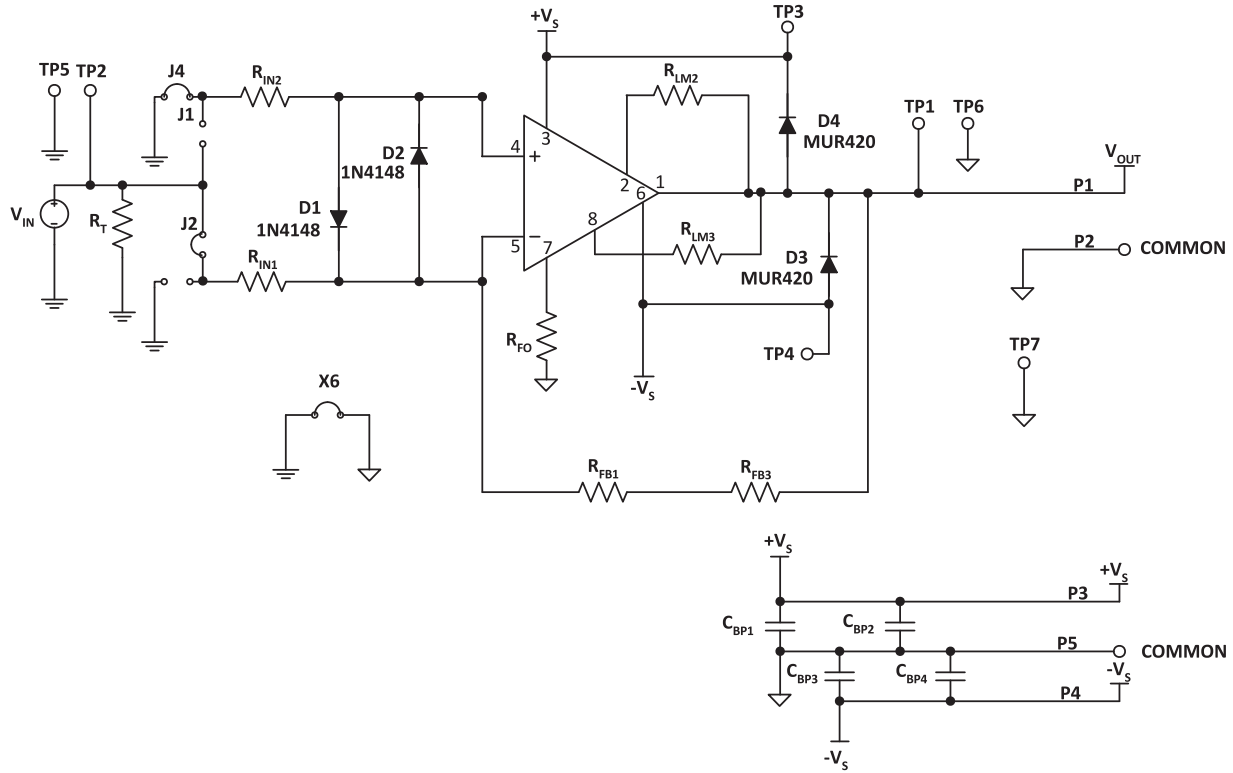 +VS
TP3
TP5 TP2
J4
RIN2
RLM2
J1
TP1
TP6
D4
MUR420
3
4
+
D2
1N4148
2
1
6
VOUT
P1
VIN
+
−
RT
J2
D1
1N4148
8
RLM3
5
−
7
RIN1
D3
MUR420
P2
COMMON
RFO
TP4
TP7
-VS
X6
RFB1
RFB3
+VS
+VS
P3
CBP1
CBP2
P5
COMMON
CBP3
CBP4
-VS
P4
-VS